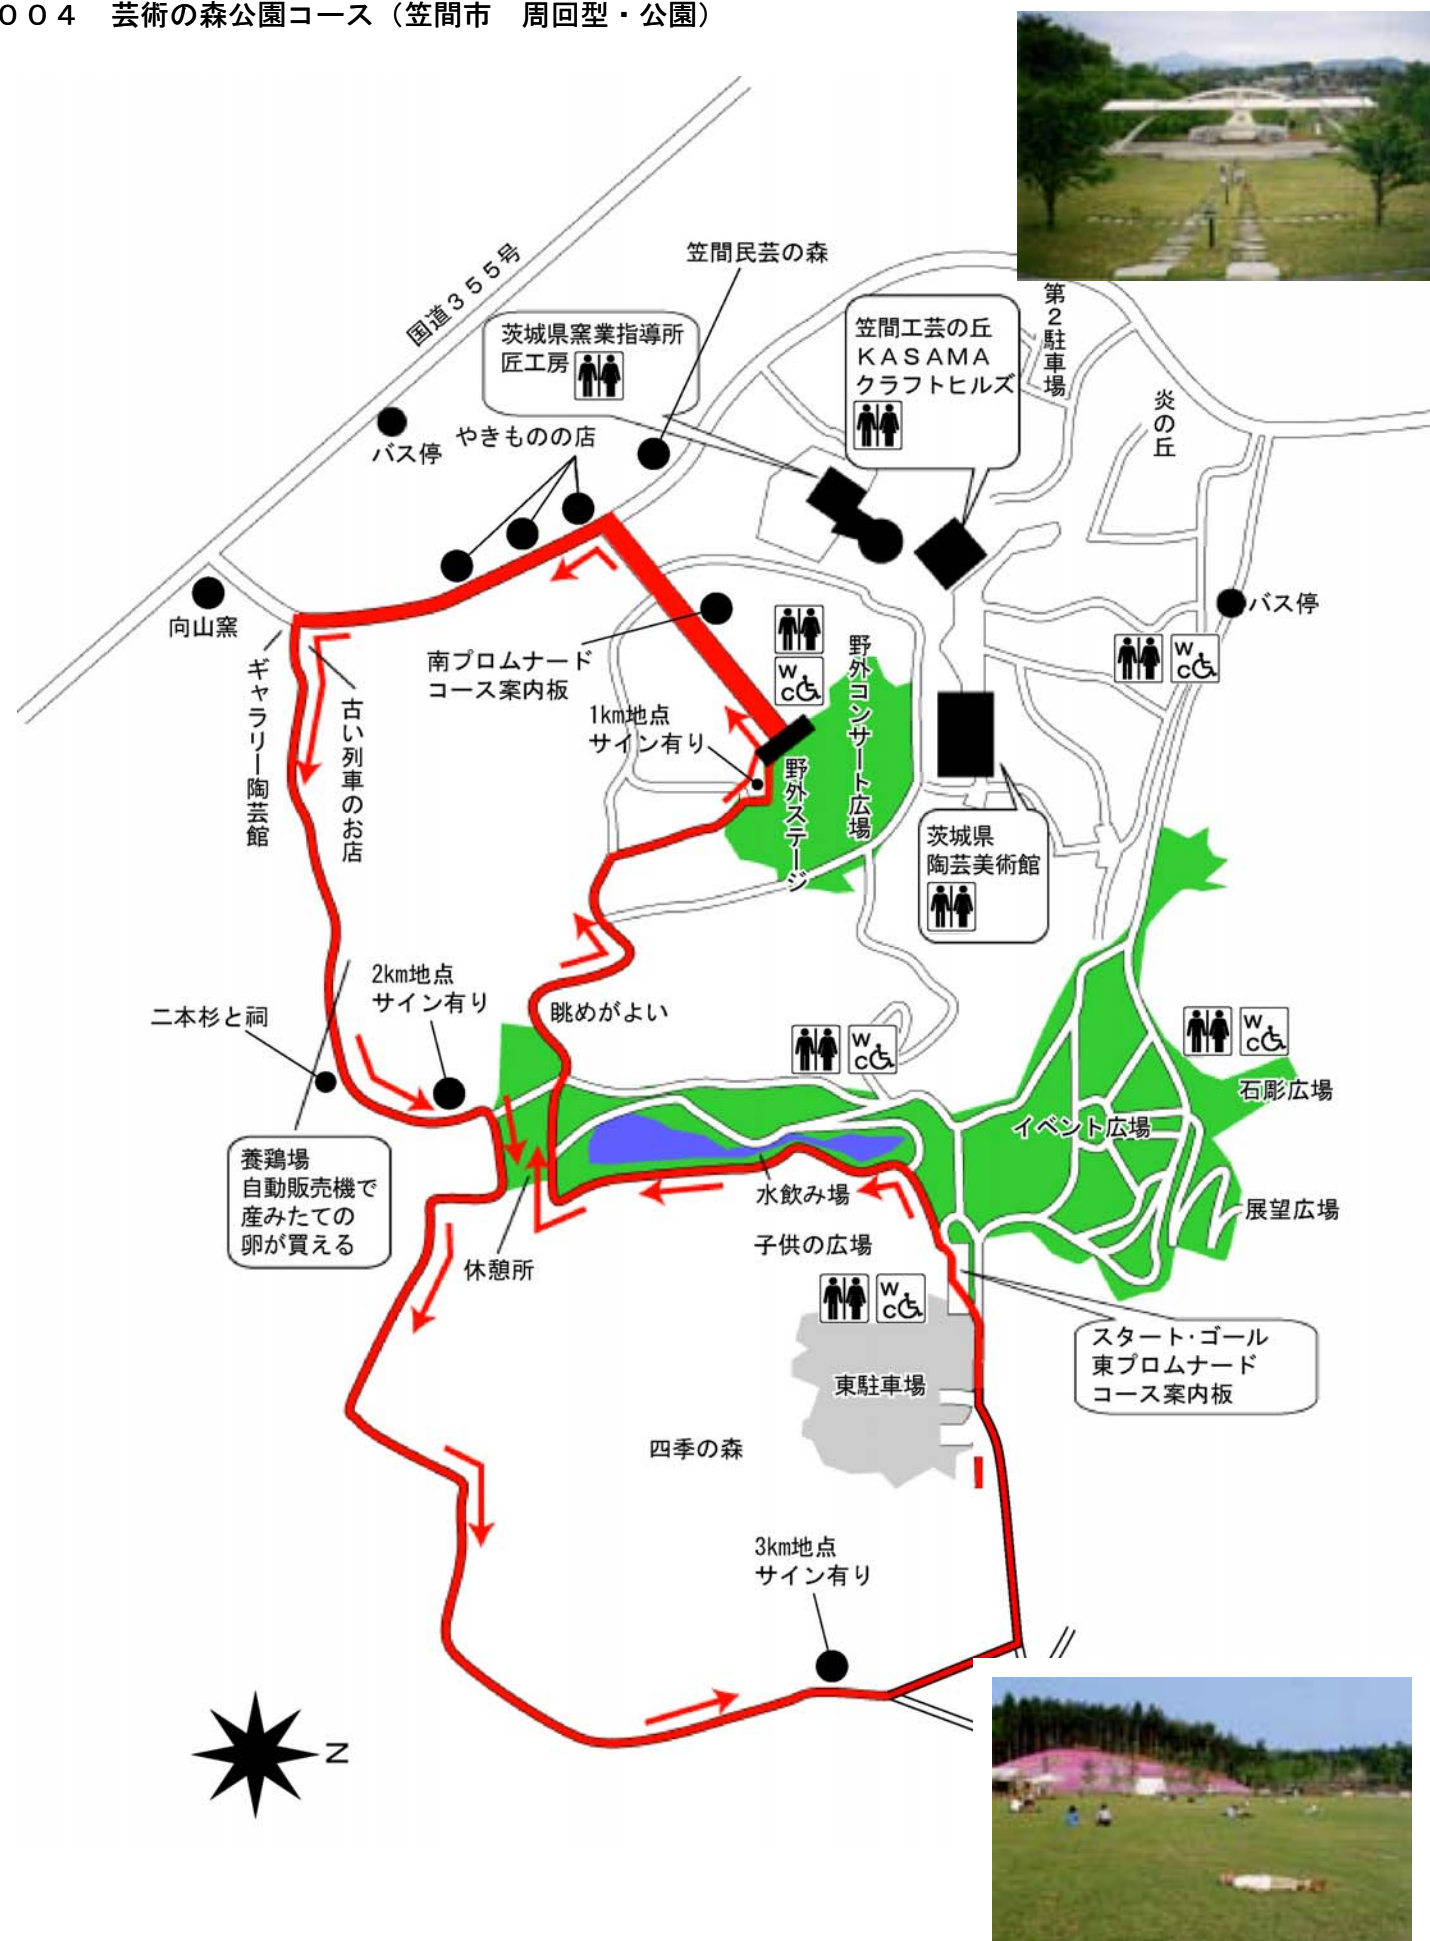 ００４　芸術の森公園コース（笠間市　周回型・公園）
国道３５５号
笠間民芸の森
茨城県窯業指導所
匠工房
笠間工芸の丘
ＫＡＳＡＭＡ
クラフトヒルズ
第２駐車場
炎の丘
バス停
やきものの店
向山窯
バス停
南プロムナード
コース案内板
W
C
W
C
野外コンサート広場
ギャラリー陶芸館
古い列車のお店
1km地点
サイン有り
野外ステージ
茨城県
陶芸美術館
2km地点
サイン有り
二本杉と祠
眺めがよい
W
C
W
C
石彫広場
イベント広場
養鶏場
自動販売機で
産みたての
卵が買える
水飲み場
展望広場
子供の広場
休憩所
W
C
スタート・ゴール
東プロムナード
コース案内板
東駐車場
四季の森
3km地点
サイン有り
N